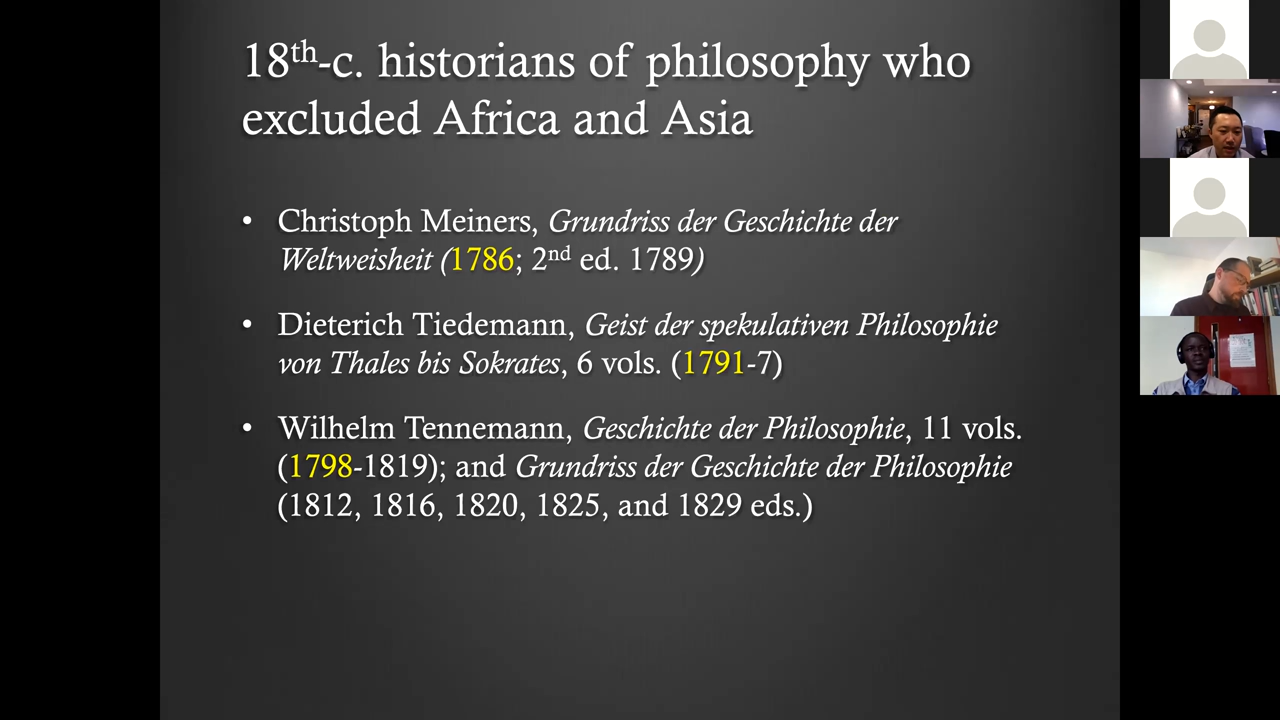 18th-c. historians of philosophy who
excluded Africa and Asia
• Christoph Meiners, Grundriss der Geschichte der
Weltweisheit (1786; 2nd ed. 1789)
• Dieterich Tiedemann, Geist der spekulativen Philosophie
von Thales bis Sokrates, 6 vols. (1791-7)
• Wilhelm Tennemann, Geschichte der Philosophie, 11 vols.
(1798-1819); and Grundriss der Geschichte der Philosophie
(1812, 1816, 1820, 1825, and 1829 eds.)